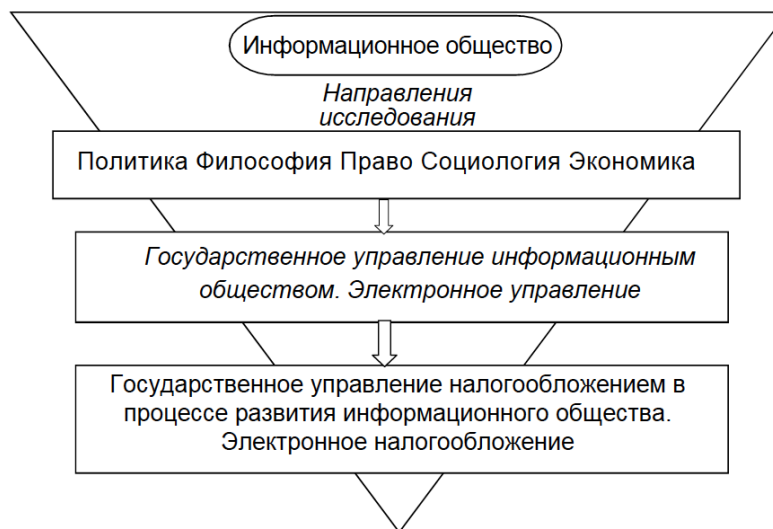 Информационное общество
Направления
исследования
Политика Философия Право Социология Экономика
Государственное управление информационным
обществом. Электронное управление
Государственное управление налогообложением в
процессе развития информационного общества.
Электронное налогообложение